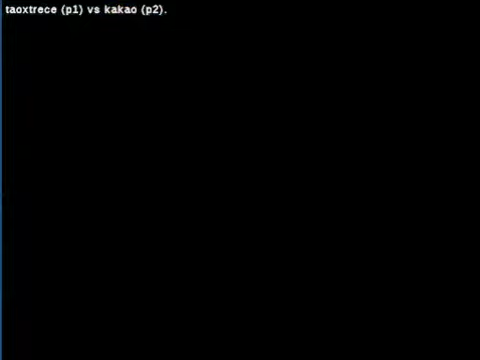 taoxtrece (p1) vs kakao (p2).